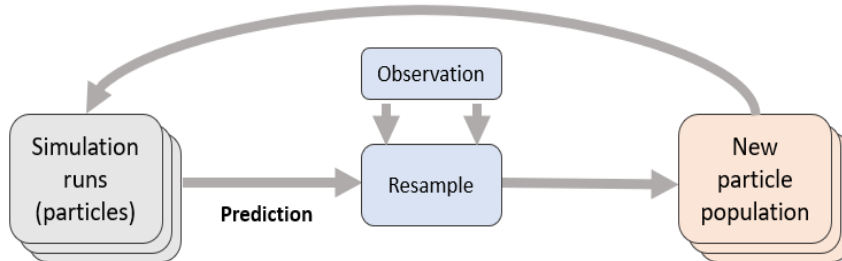 Observation
Simulation
runs
(particles)
Prediction
Resample
New
particle
population